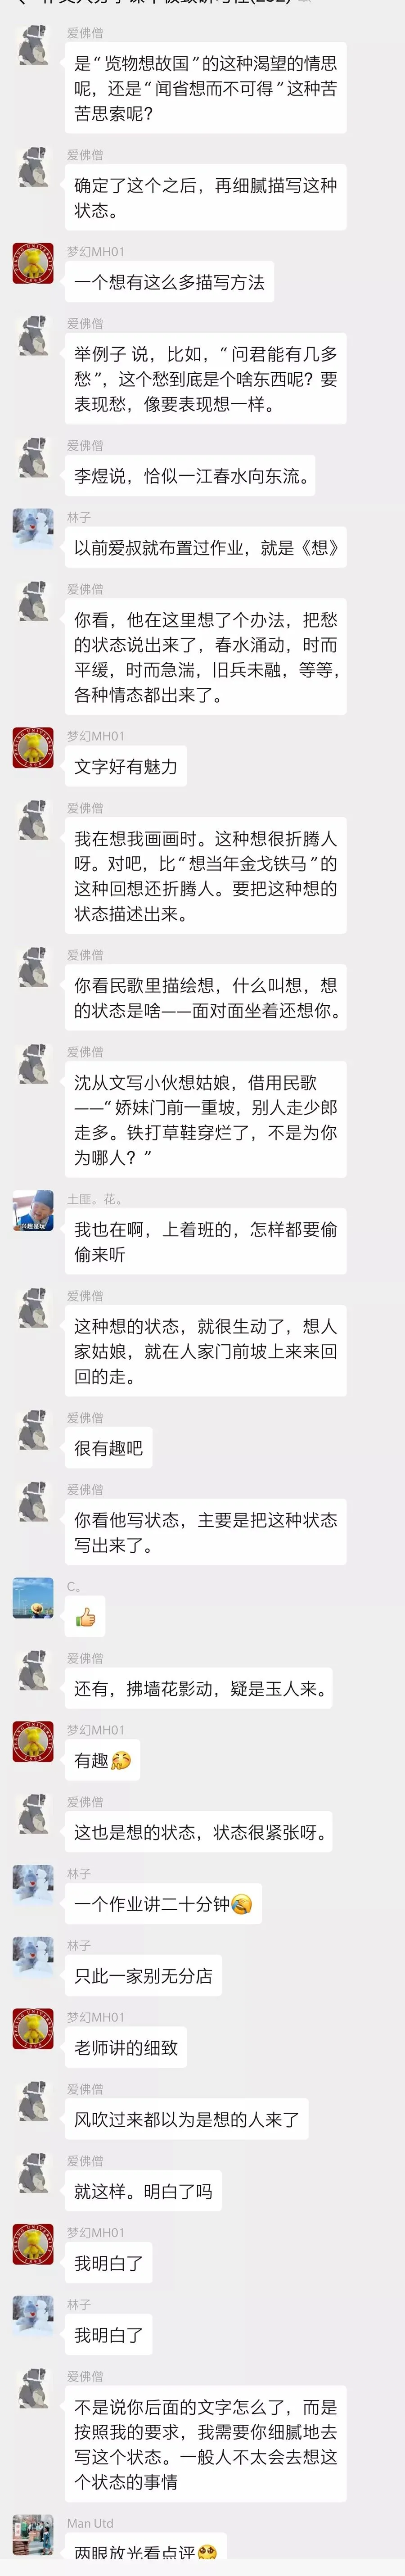 爱佛僧
是“览物想故国”的这种渴望的情思
呢，还是“闻省想而不可得”这种苦
苦思索呢？
爱佛僧
确定了这个之后，再细腻描写这种
状态。
梦幻MH01
一个想有这么多描写方法
爱佛僧
举例子 说，比如，“问君能有几多
愁”，这个愁到底是个啥东西呢？要
表现愁，像要表现想一样。
爱佛僧
李煜说，恰似一江春水向东流。
林子
以前爱叔就布置过作业，就是《想》
爱佛僧
你看，他在这里想了个办法，把愁
的状态说出来了，春水涌动，时而
平缓，时而急湍，旧兵未融，等等，
各种情态都出来了。
梦幻MH01
文字好有魅力
爱佛僧
我在想我画画时。这种想很折腾人
呀。对吧，比“想当年金戈铁马”的
这种回想还折腾人。要把这种想的
状态描述出来。
爱佛僧
你看民歌里描绘想，什么叫想，想
的状态是啥——面对面坐着还想你。
爱佛僧
沈从文写小伙想姑娘，借用民歌
——“娇妹门前一重坡，别人走少郎
走多。铁打草鞋穿烂了，不是为你
为哪人？”
土匪。花。
我也在啊，上着班的，怎样都要偷
偷来听
爱佛僧
这种想的状态，就很生动了，想人
家姑娘，就在人家门前坡上来来回
回的走。
爱佛僧
很有趣吧
爱佛僧
你看他写状态，主要是把这种状态
写出来了。
C。
爱佛僧
还有，拂墙花影动，疑是玉人来。
梦幻MH01
有趣
爱佛僧
这也是想的状态，状态很紧张呀。
林子
一个作业讲二十分钟
林子
只此一家别无分店
梦幻MH01
老师讲的细致
爱佛僧
风吹过来都以为是想的人来了
爱佛僧
就这样。明白了吗
梦幻MH01
我明白了
林子
我明白了
爱佛僧
不是说你后面的文字怎么了，而是
按照我的要求，我需要你细腻地去
写这个状态。一般人不太会去想这
个状态的事情
Man Utd
两眼放光看点评